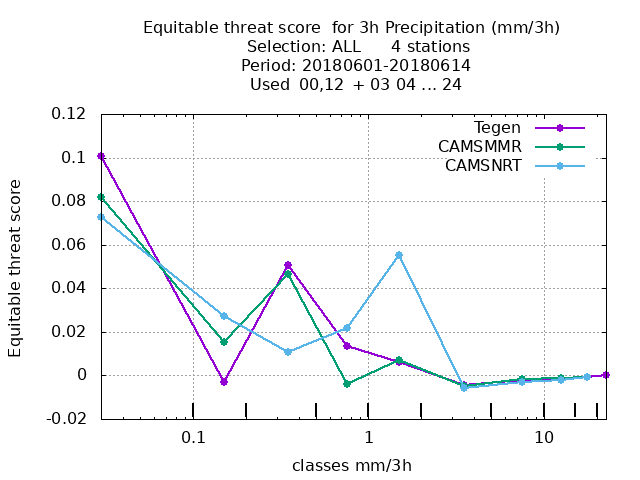 Equitable threat score  for 3h Precipitation (mm/3h)
Selection: ALL      4 stations
Period: 20180601-20180614
Used  00,12  + 03 04 ... 24
Tegen
CAMSMMR
CAMSNRT
Equitable threat score
0.12
0.1
0.08
0.06
0.04
0.02
0
-0.02
0.1 1 10
classes mm/3h